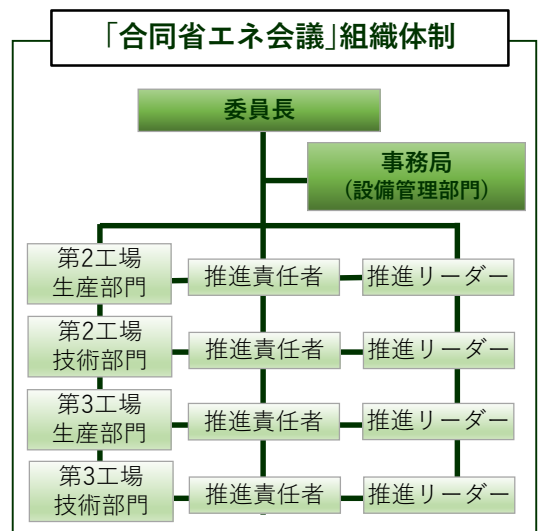 「合同省エネ会議」組織体制
委員長
事務局
(設備管理部門)
第2工場
生産部門
推進責任者
推進リーダー
第2工場
技術部門
推進責任者
推進リーダー
第3工場
生産部門
推進責任者
推進リーダー
第3工場
技術部門
推進責任者
推進リーダー